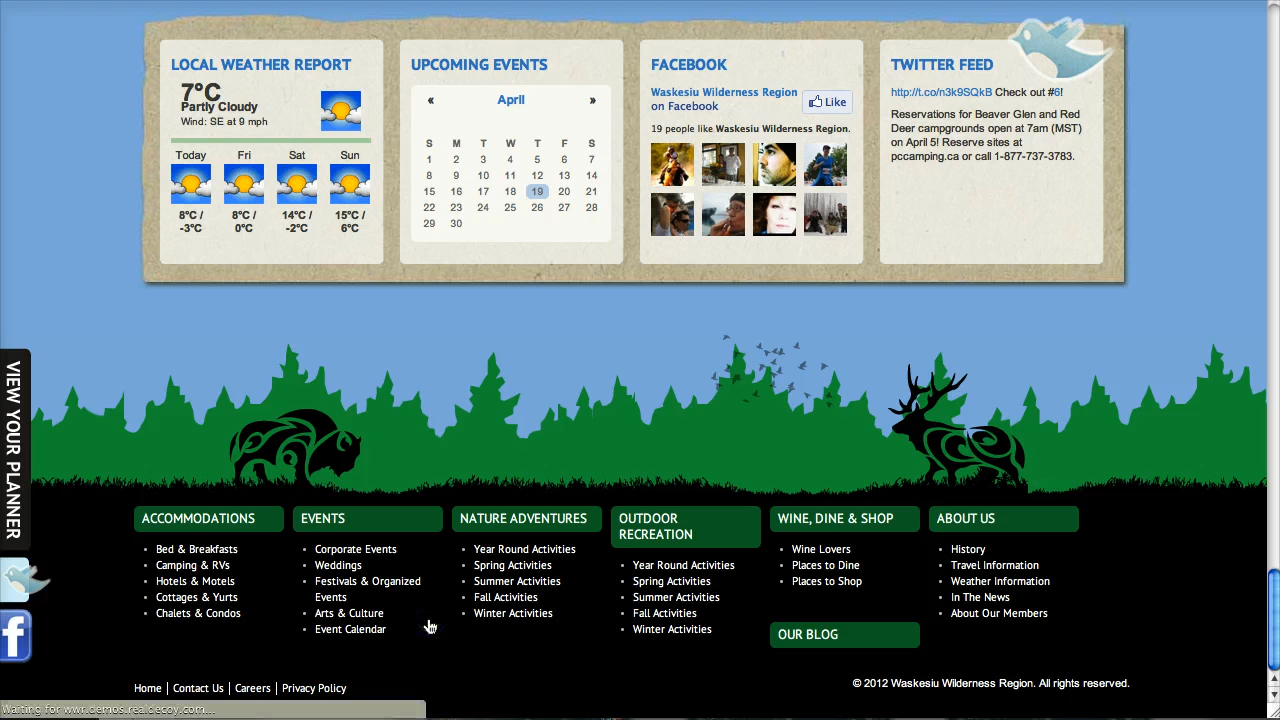 LOCAL WEATHER REPORT
7°C
Partly Cloudy
Wind: SE at 9 mph
Today Fri Sat Sun
8°C / 8°C / 14°C / 15°C /
-3°C 0°C -2°C 6°C
UPCOMING EVENTS
« April »
S M T W T F S
1 2 3 4 5 6 7
8 9 10 11 12 13 14
15 16 17 18 19 20 21
22 23 24 25 26 27 28
29 30
FACEBOOK
Waskesiu Wilderness Region
on Facebook
Like
19 people like Waskesiu Wilderness Region.
TWITTER FEED
http://t.co/n3k9SQkB Check out #6!
Reservations for Beaver Glen and Red
Deer campgrounds open at 7am (MST)
on April 5! Reserve sites at
pccamping.ca or call 1-877-737-3783.
VIEW YOUR PLANNER
f
ACCOMMODATIONS
Bed & Breakfasts
Camping & RVs
Hotels & Motels
Cottages & Yurts
Chalets & Condos
EVENTS
Corporate Events
Weddings
Festivals & Organized
Events
Arts & Culture
Event Calendar
NATURE ADVENTURES
Year Round Activities
Spring Activities
Summer Activities
Fall Activities
Winter Activities
OUTDOOR
RECREATION
Year Round Activities
Spring Activities
Summer Activities
Fall Activities
Winter Activities
WINE, DINE & SHOP
Wine Lovers
Places to Dine
Places to Shop
OUR BLOG
ABOUT US
History
Travel Information
Weather Information
In The News
About Our Members
Home | Contact Us | Careers | Privacy Policy
© 2012 Waskesiu Wilderness Region. All rights reserved.
Waiting for wwr.demos.realdecoy.com...